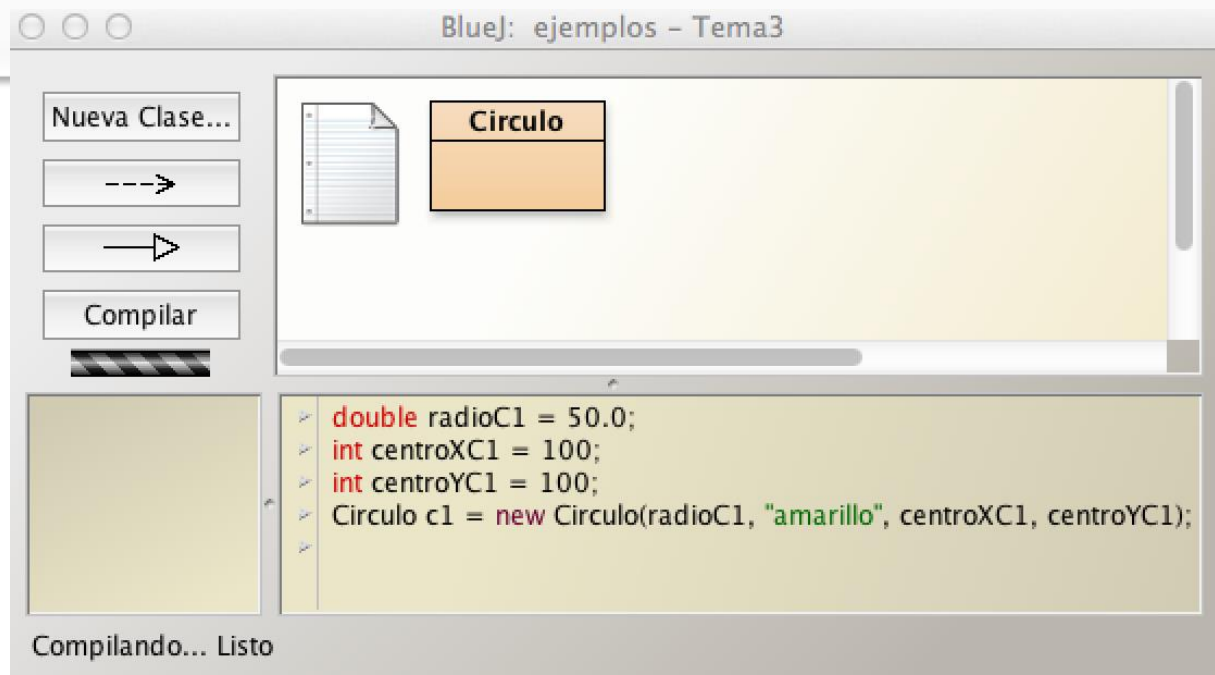 BlueJ: ejemplos – Tema3
Nueva Clase...
Circulo
Compilar
double radioC1 = 50.0;
int centroXC1 = 100;
int centroYC1 = 100;
Circulo c1 = new Circulo(radioC1, "amarillo", centroXC1, centroYC1);
Compilando... Listo